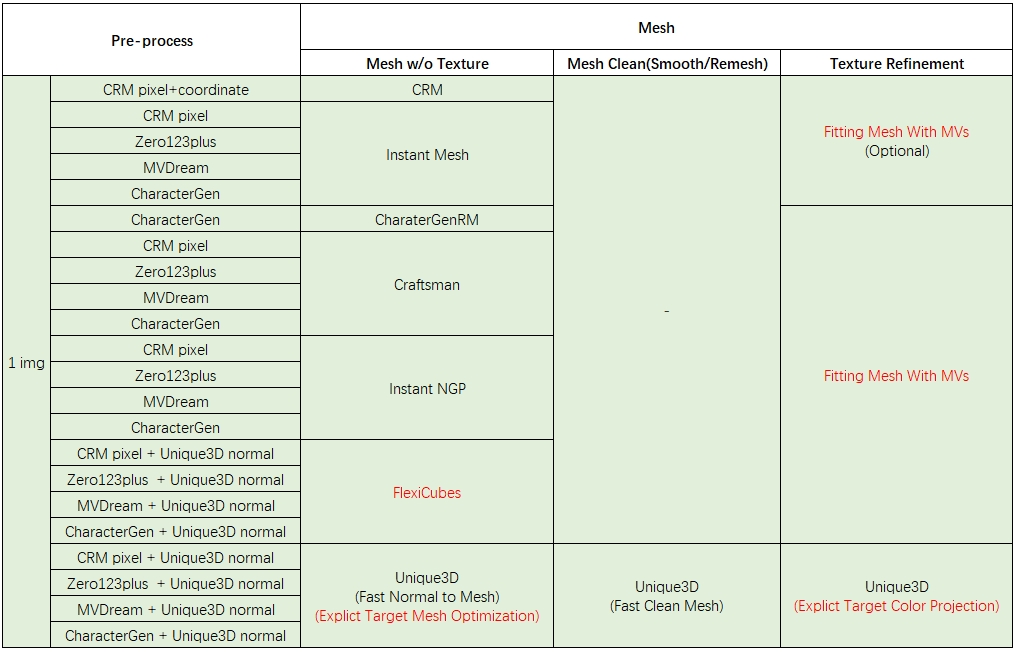 Pre-process
Mesh
Mesh w/o Texture
Mesh Clean(Smooth/Remesh)
Texture Refinement
1 img
CRM pixel+coordinate
CRM
CRM pixel
Zero123plus
MVDream
CharacterGen
Instant Mesh
Fitting Mesh With MVs
(Optional)
CharacterGen
CharaterGenRM
CRM pixel
Zero123plus
MVDream
CharacterGen
Craftsman
-
CRM pixel
Zero123plus
MVDream
CharacterGen
Instant NGP
Fitting Mesh With MVs
CRM pixel + Unique3D normal
Zero123plus + Unique3D normal
MVDream + Unique3D normal
CharacterGen + Unique3D normal
FlexiCubes
CRM pixel + Unique3D normal
Zero123plus + Unique3D normal
MVDream + Unique3D normal
CharacterGen + Unique3D normal
Unique3D
(Fast Normal to Mesh)
(Explict Target Mesh Optimization)
Unique3D
(Fast Clean Mesh)
Unique3D
(Explict Target Color Projection)